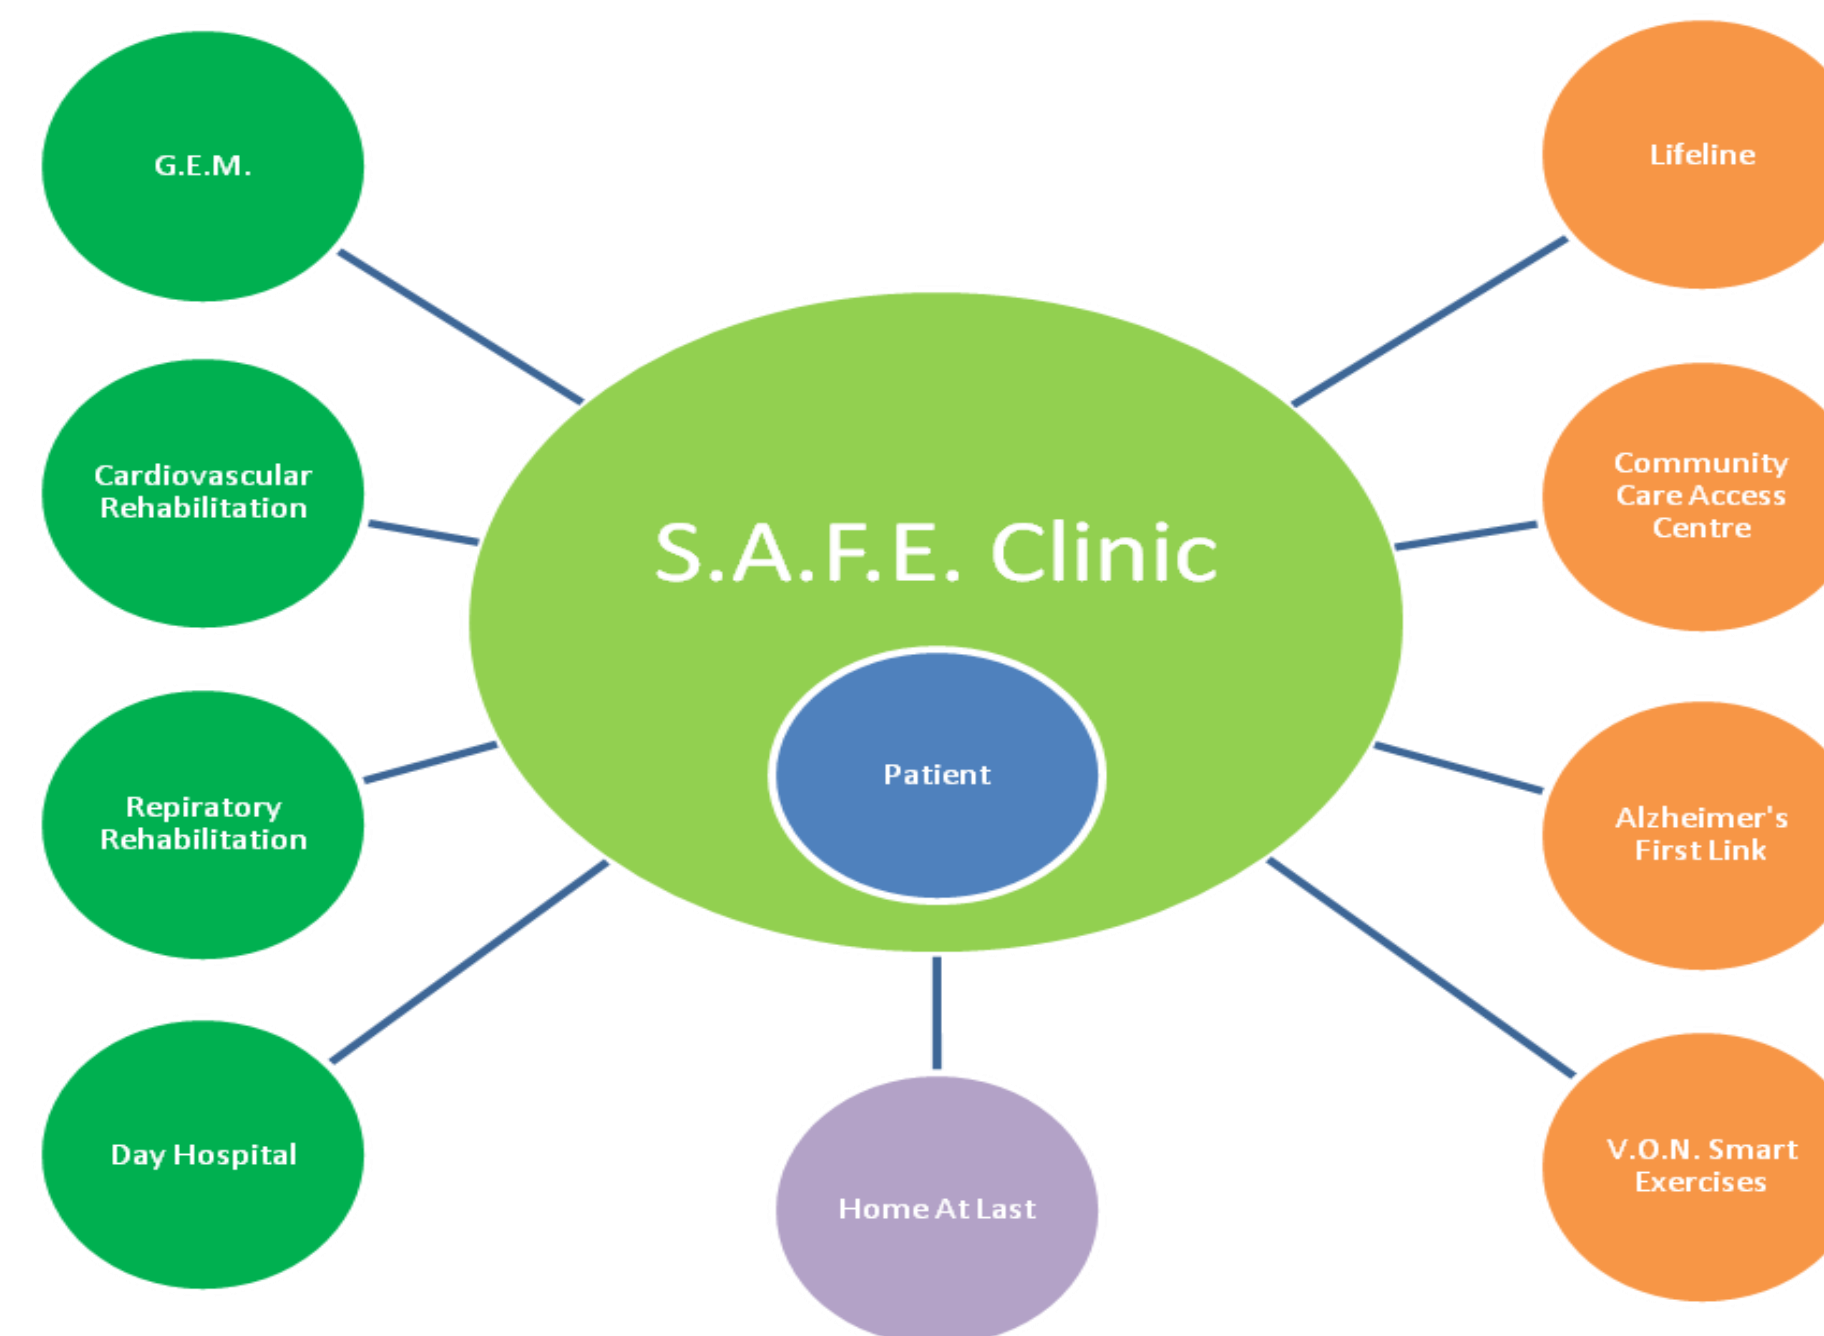 G.E.M.
Cardiovascular
Rehabilitation
Repiratory
Rehabilitation
Day Hospital
S.A.F.E. Clinic
Patient
Home At Last
Lifeline
Community
Care Access
Centre
Alzheimer's
First Link
V.O.N. Smart
Exercises